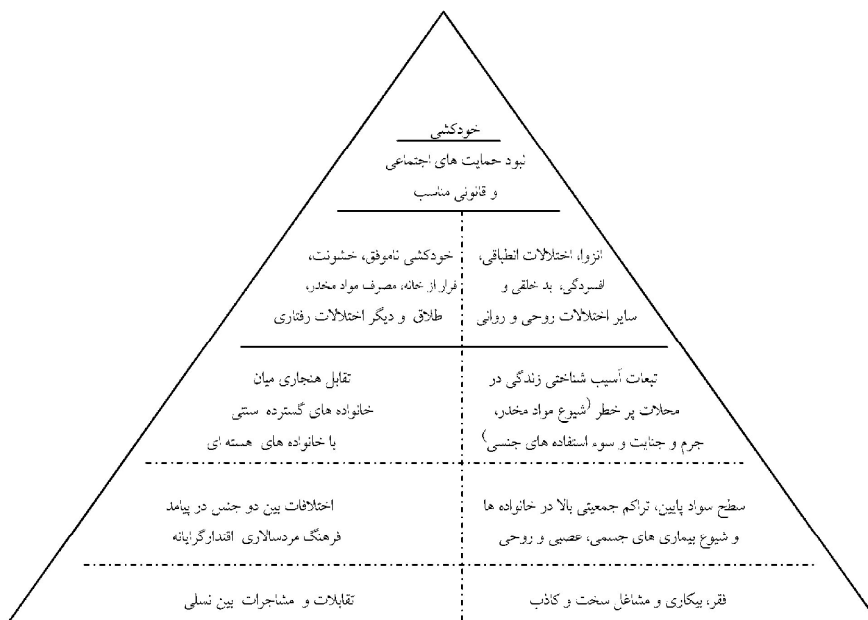 خودکشی
نبود حمایت های اجتماعی
و قانونی مناسب
انزوا، اختلالات انطباقی،
افسردگی، بد خلقی و
سایر اختلالات روحی و روانی
خودکشی ناموفق، خشونت،
فرار از خانه، مصرف مواد مخدر،
طلاق و دیگر اختلالات رفتاری
تبعات آسیب شناختی زندگی در
محلات پر خطر (شیوع مواد مخدر،
جرم و جنایت و سوء استفاده های جنسی)
تقابل هنجاری میان
خانواده های گسترده سنتی
با خانواده های هسته ای
سطح سواد پایین، تراکم جمعیتی بالا در خانواده ها
و شیوع بیماری های جسمی، عصبی و روحی
اختلافات بین دو جنس در پیامد
فرهنگ مردسالاری اقتدارگرایانه
فقر، بیکاری و مشاغل سخت و کاذب
تقابلات و مشاجرات بین نسلی